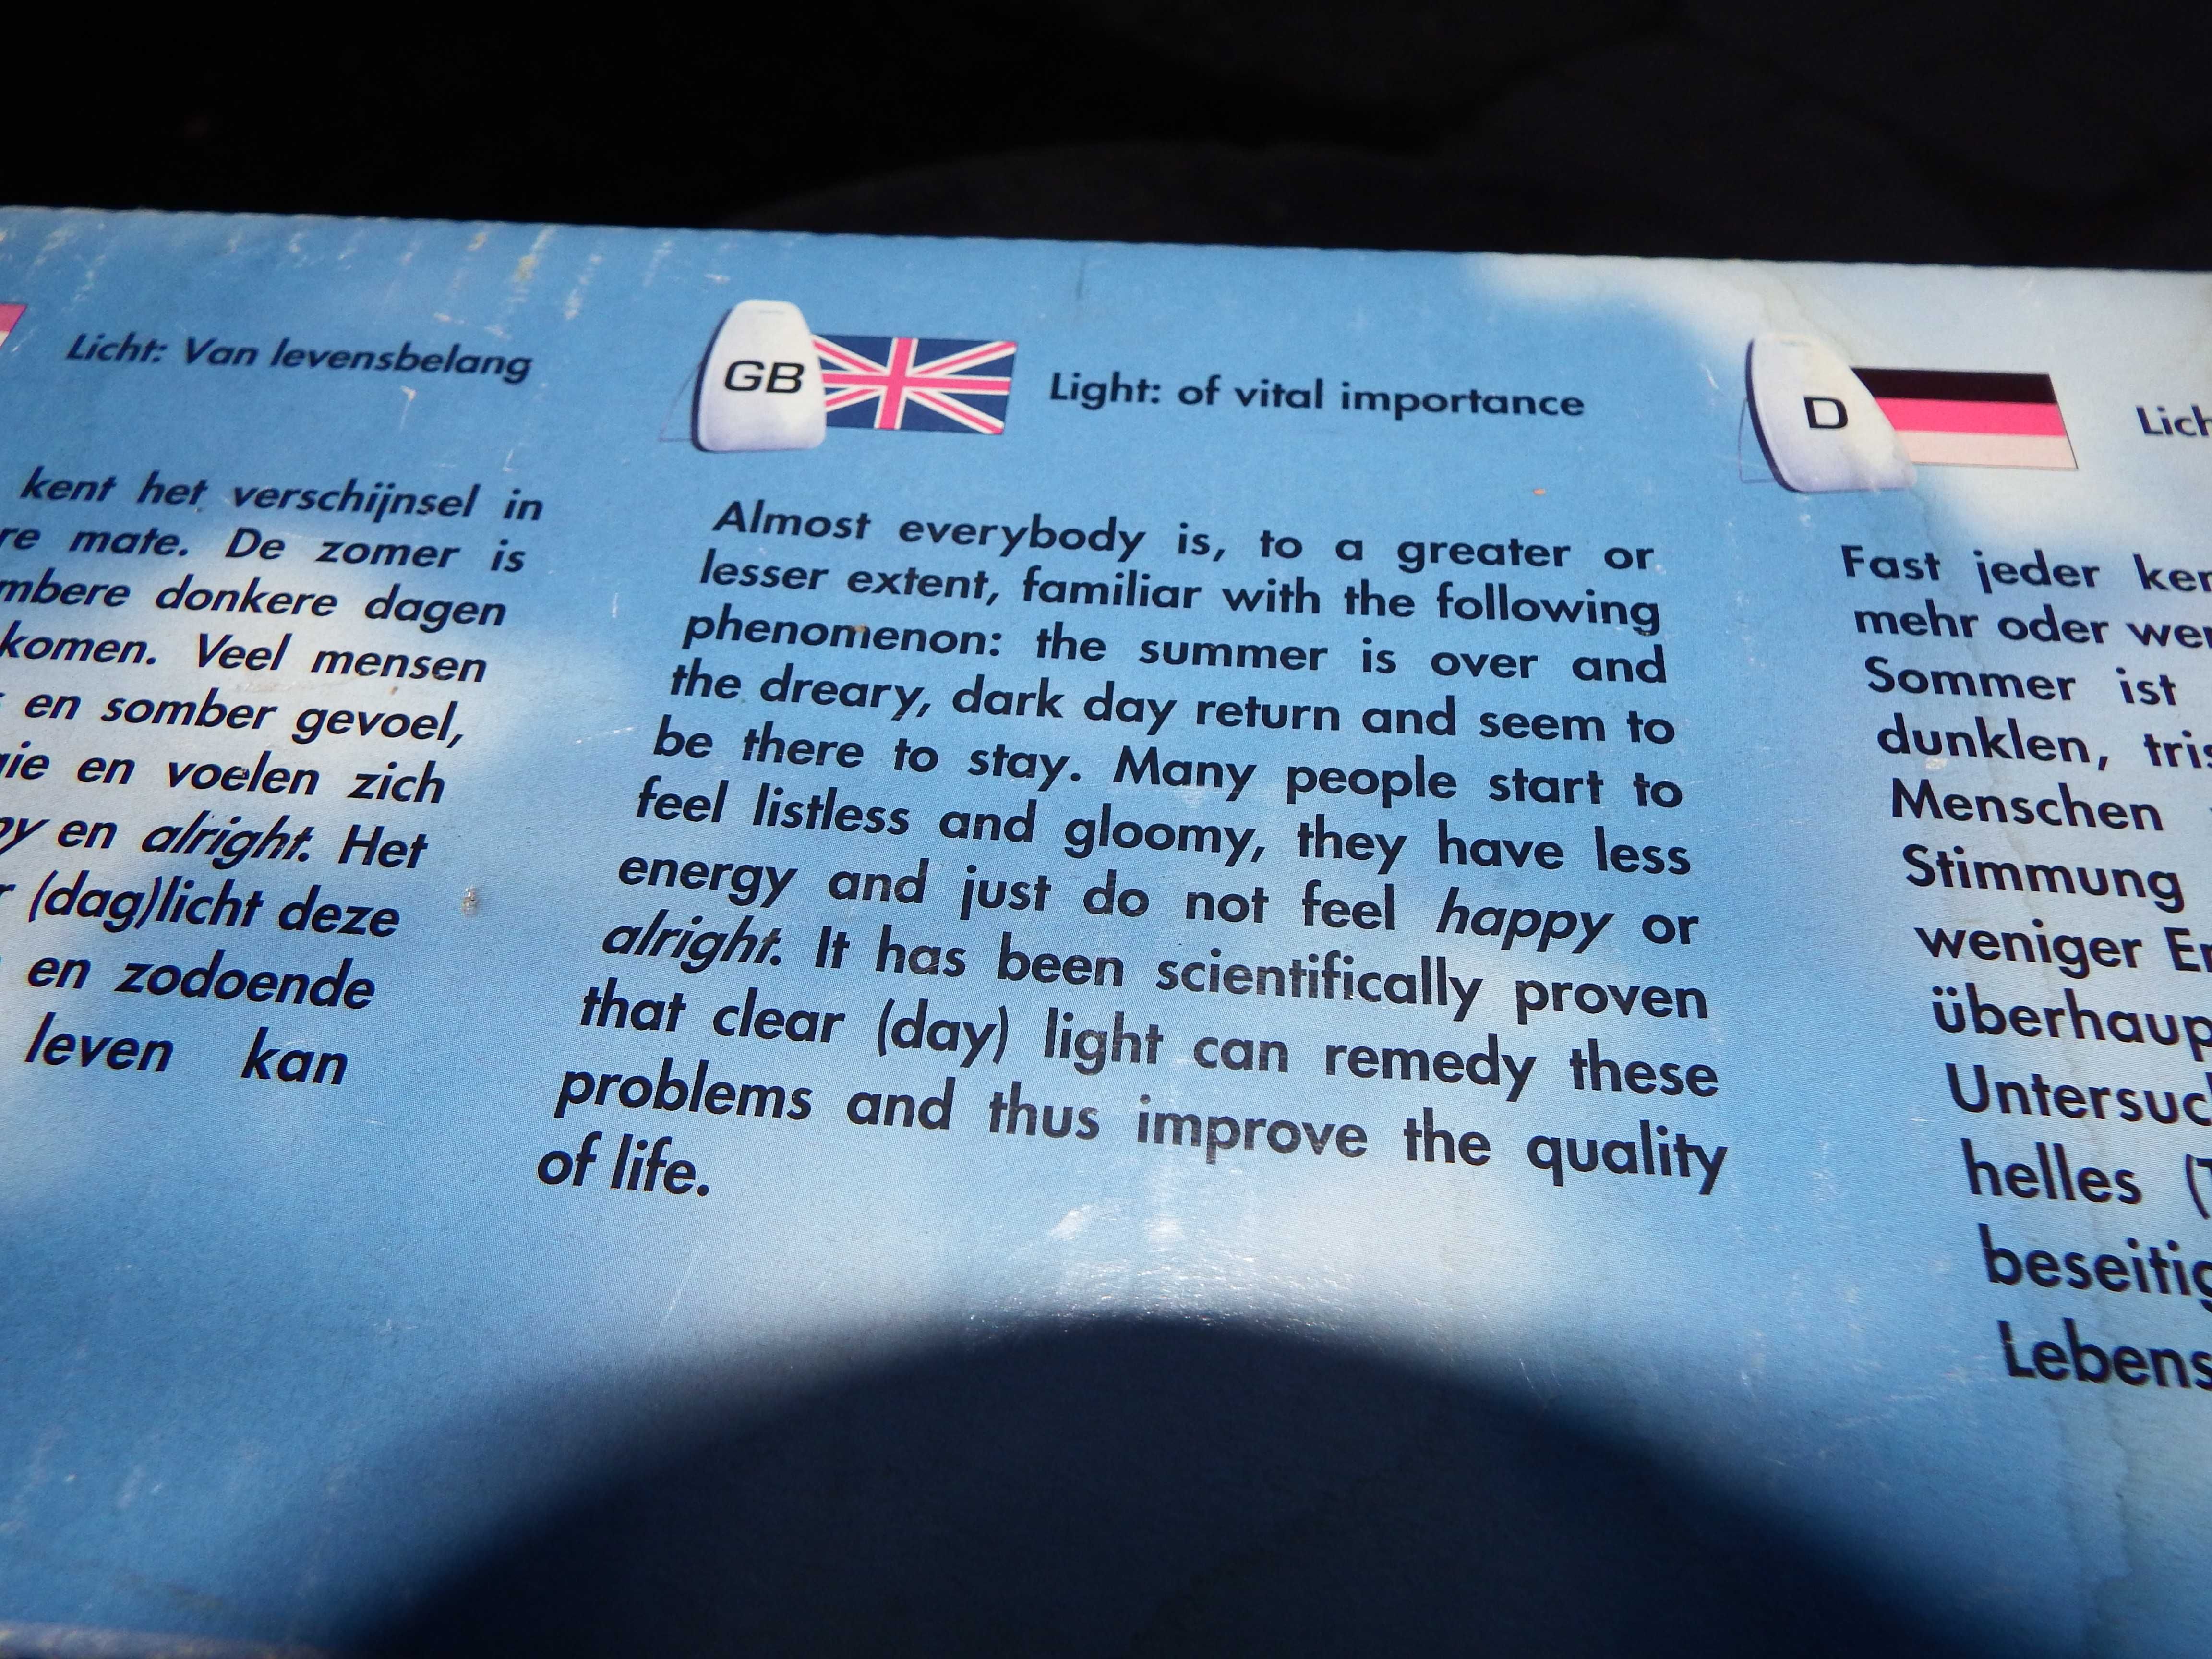 Licht: Van levensbelang
kent het verschijnsel in
mate. De zomer is
donkere dagen
komen. Veel mensen
en somber gevoel,
en voelen zich
en alright. Het
(dag)licht deze
en zodoende
leven kan
GB
Light: of vital importance
Almost everybody is, to a greater or
lesser extent, familiar with the following
phenomenon: the summer is over and
the dreary, dark day return and seem to
be there to stay. Many people start to
feel listless and gloomy, they have less
energy and just do not feel happy or
alright. It has been scientifically proven
that clear (day) light can remedy these
problems and thus improve the quality
of life.
D
Fast jeder
mehr oder
Sommer ist
dunklen,
Menschen
Stimmung
weniger
helles